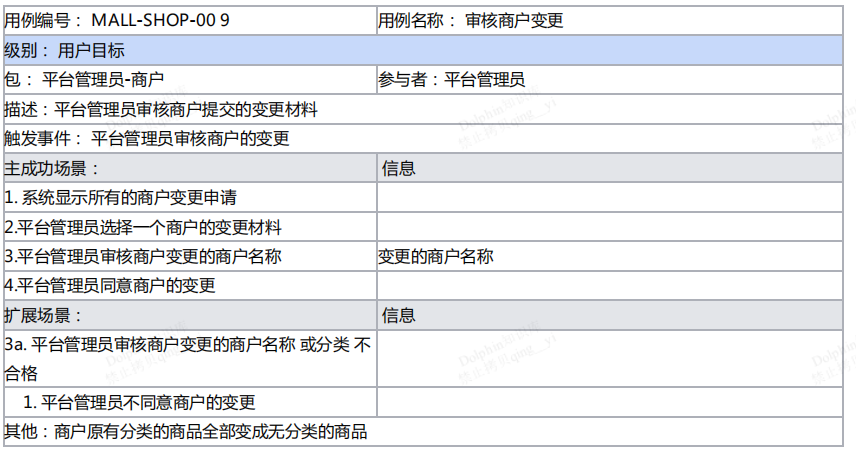 用例编号： MALL-SHOP-00 9 用例名称： 审核商户变更
级别： 用户目标
包： 平台管理员-商户 参与者：平台管理员
描述：平台管理员审核商户提交的变更材料
触发事件： 平台管理员审核商户的变更
主成功场景： 信息
1. 系统显示所有的商户变更申请
2.平台管理员选择一个商户的变更材料
3.平台管理员审核商户变更的商户名称 变更的商户名称
4.平台管理员同意商户的变更
扩展场景： 信息
3a. 平台管理员审核商户变更的商户名称 或分类 不
合格
1. 平台管理员不同意商户的变更
其他：商户原有分类的商品全部变成无分类的商品